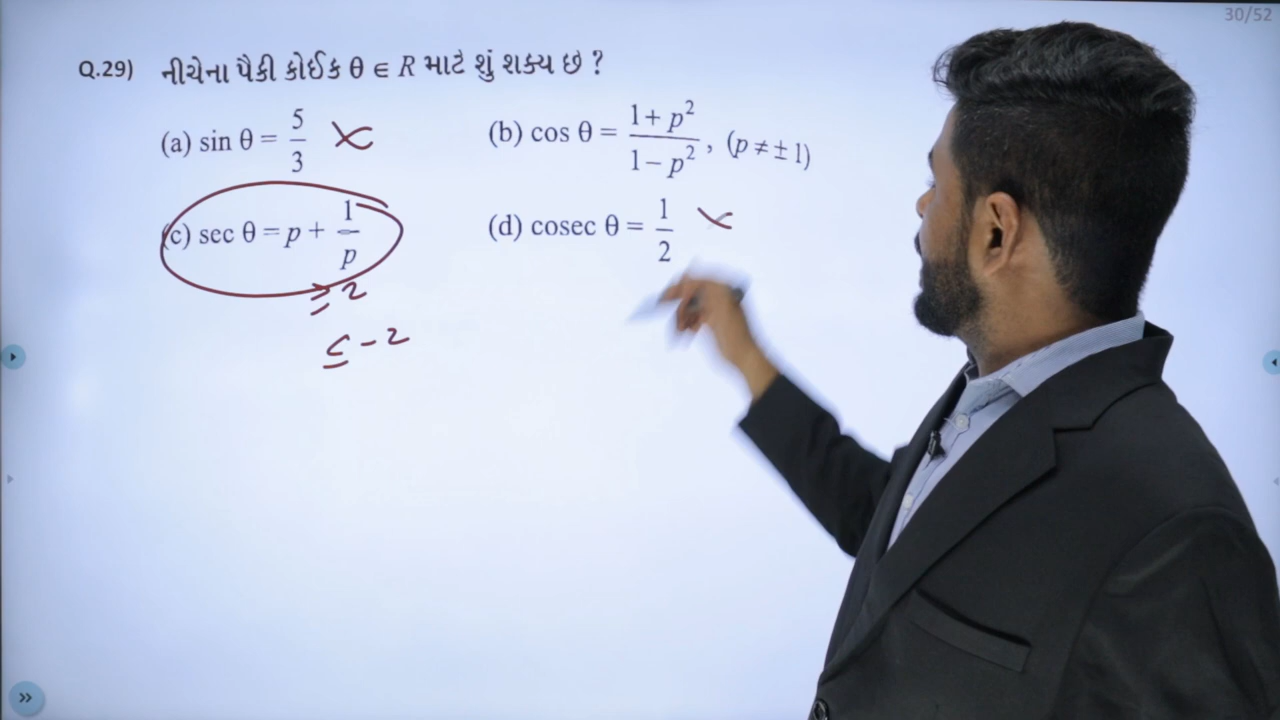 30/52
Q.29) નીચેના પૈકી કોઈક θ ∈ R માટે શું શક્ય છે ?
(a) sin θ = 5/3 ×
(b) cos θ = (1 + p²)/(1 − p²), (p ≠ ± 1)
(c) sec θ = p + 1/p
(d) cosec θ = 1/2 ×
≥ 2
≤ -2